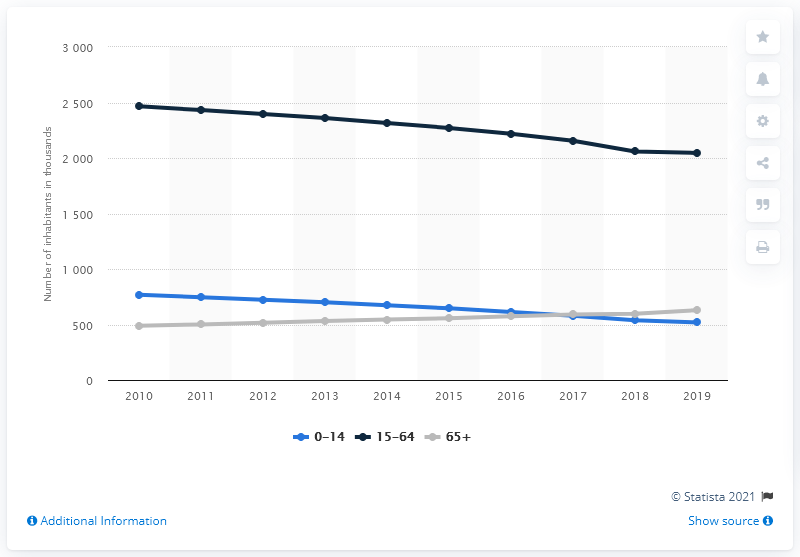 3 000
2 500
2 000
1 500
1 000
500
0
Number of inhabitants in thousands
2010 2011 2012 2013 2014 2015 2016 2017 2018 2019
0–14 15–64 65+
© Statista 2021
Additional Information Show source